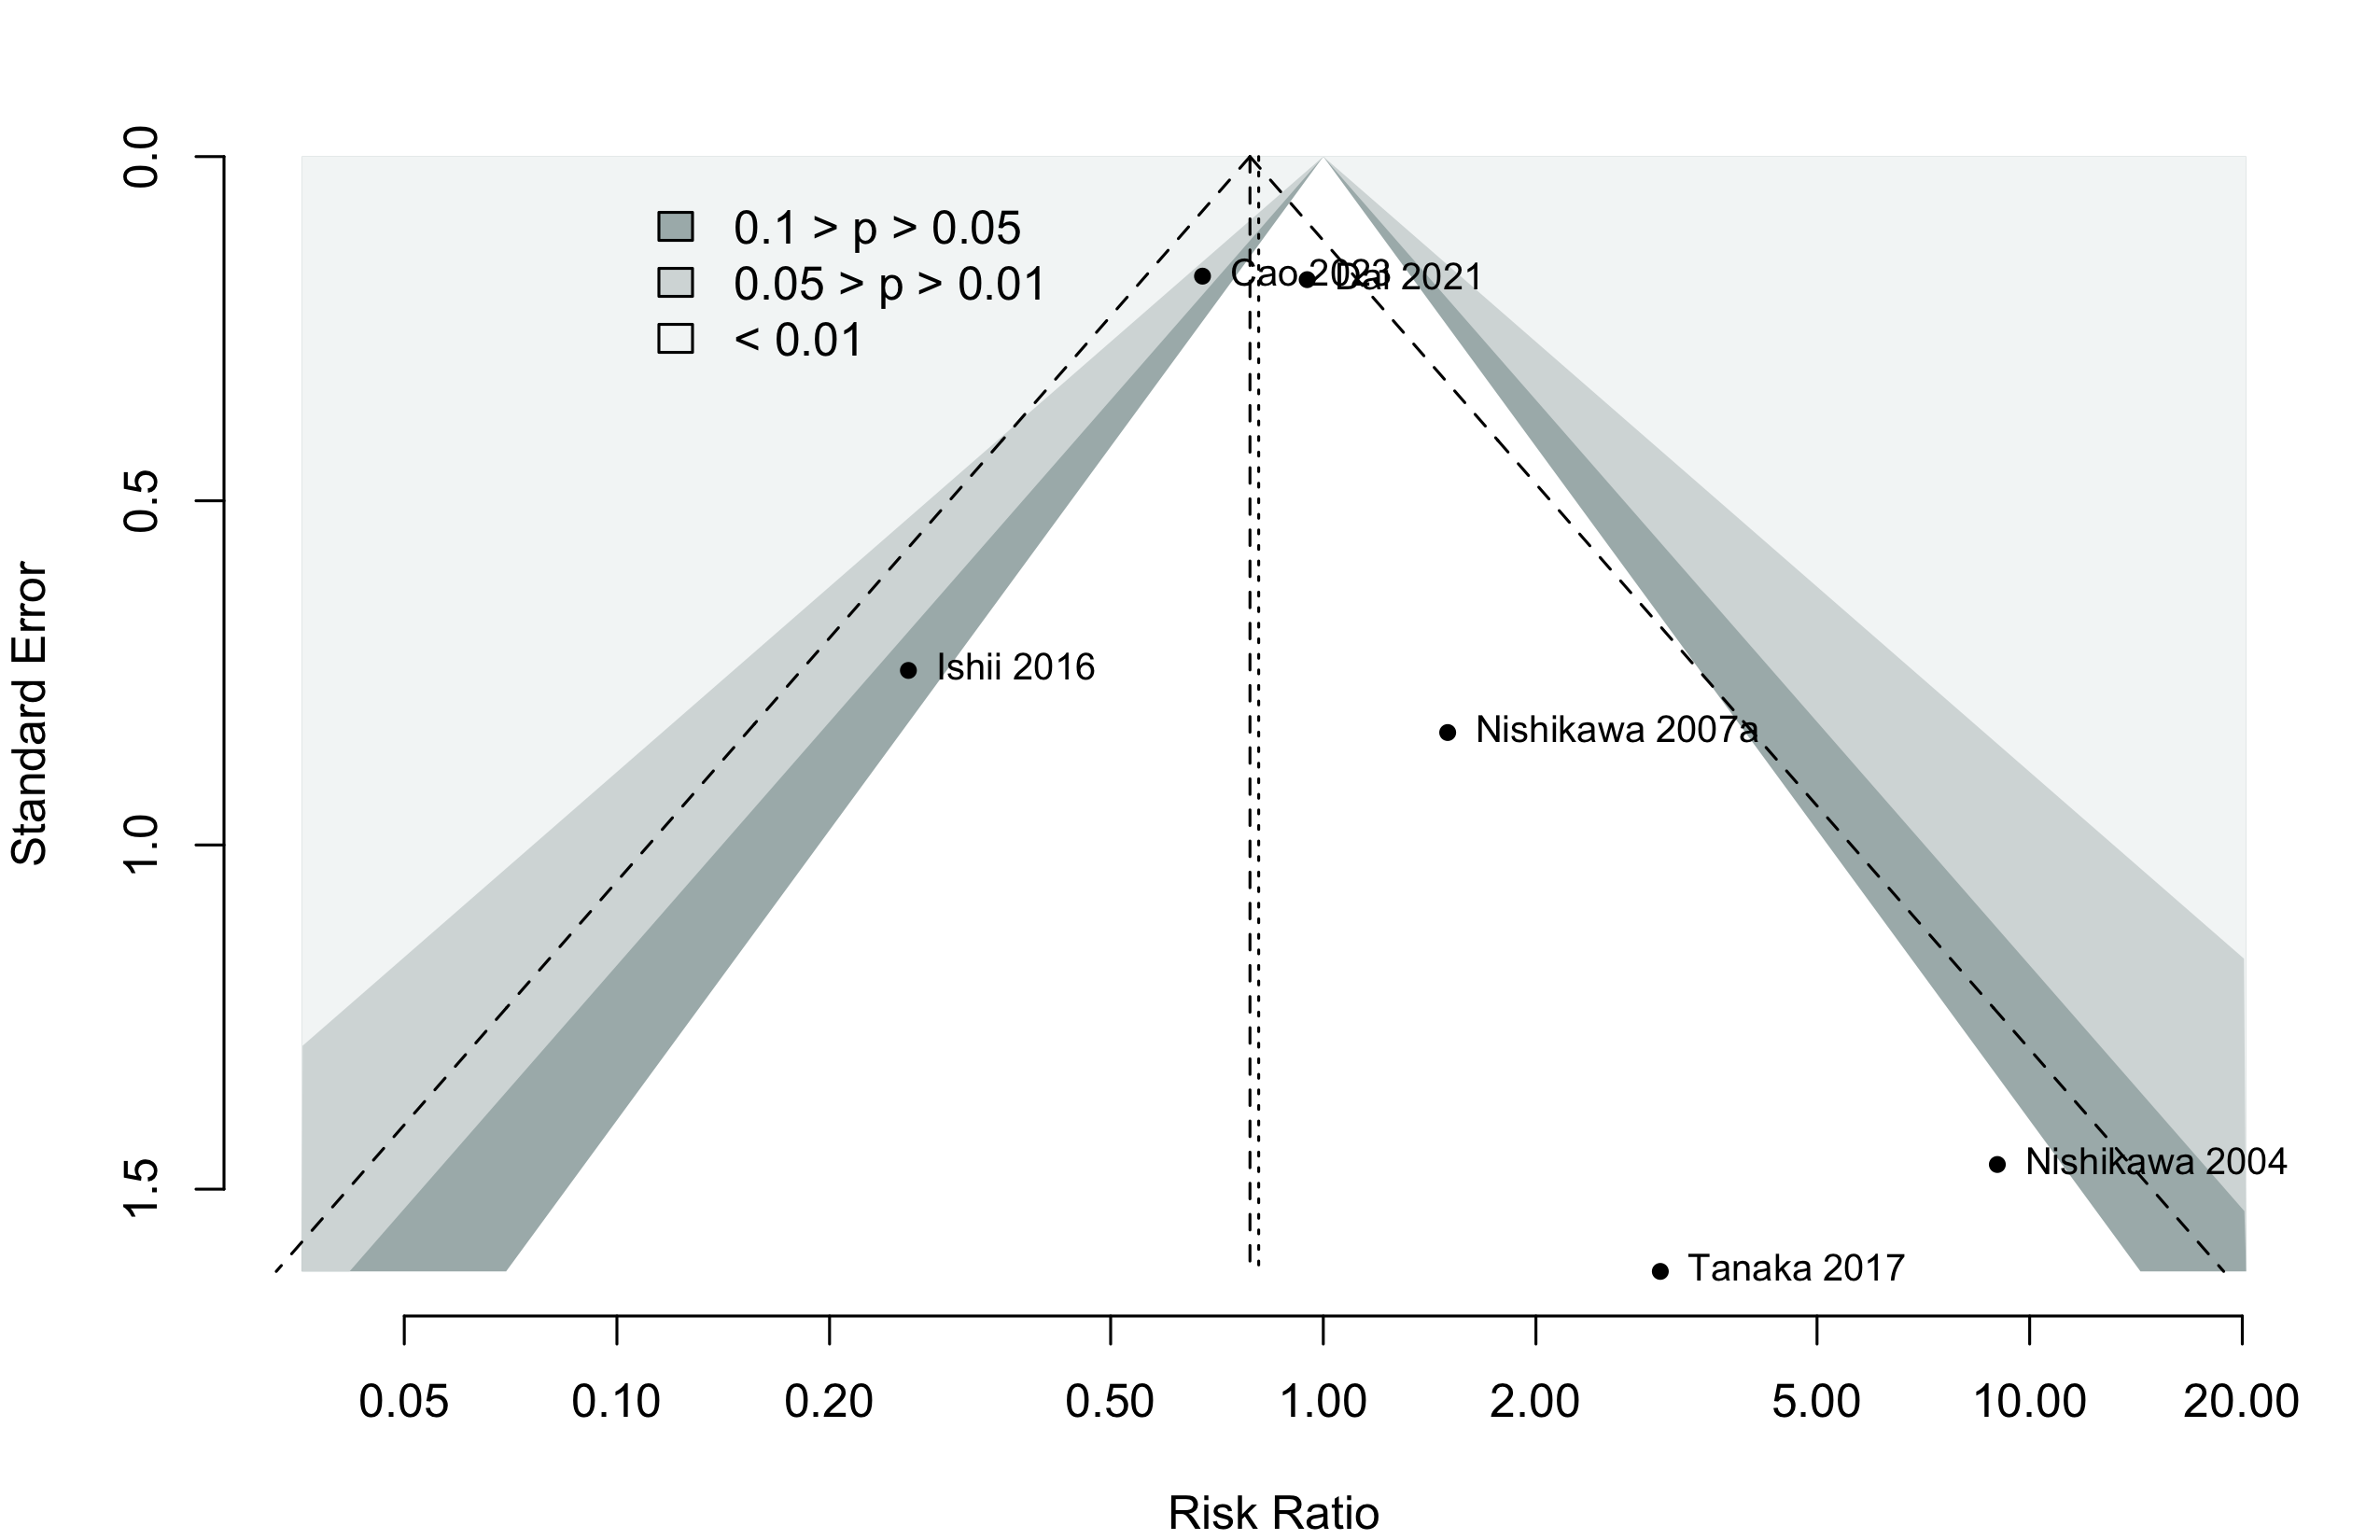 0.1 > p > 0.05
0.05 > p > 0.01
< 0.01
Cao 2023
Dai 2021
Ishii 2016
Nishikawa 2007a
Nishikawa 2004
Tanaka 2017
Standard Error
0.0
0.5
1.0
1.5
0.05 0.10 0.20 0.50 1.00 2.00 5.00 10.00 20.00
Risk Ratio